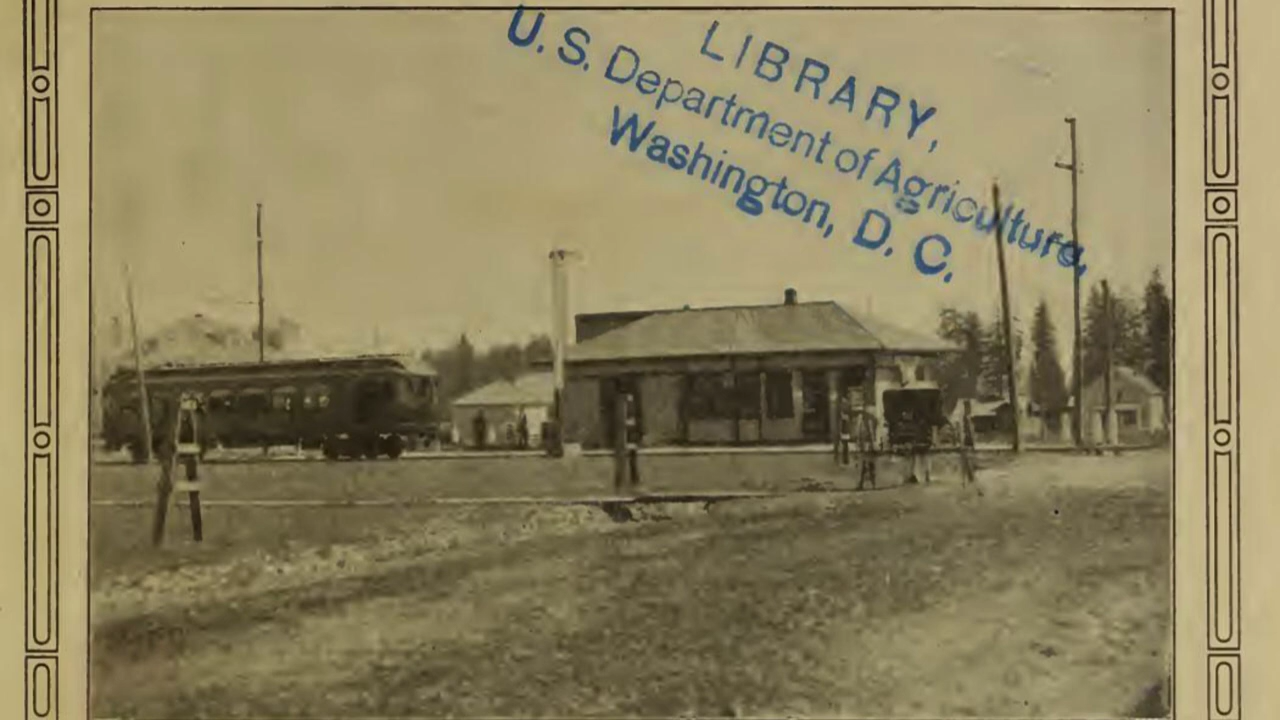 LIBRARY,
U. S. Department of Agriculture,
Washington, D. C.